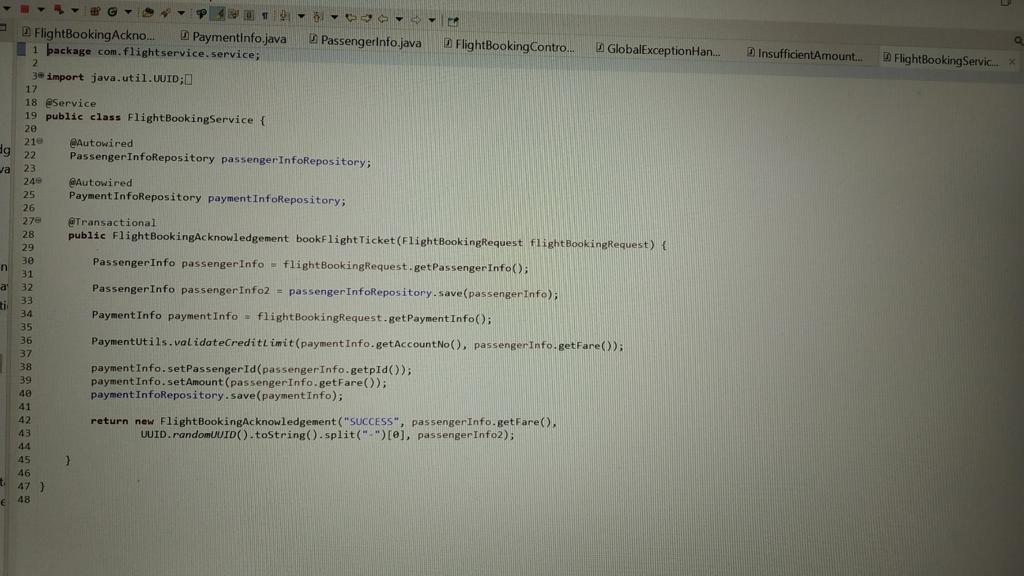 FlightBookingAckno...
PaymentInfo.java
PassengerInfo.java
FlightBookingContro...
GlobalExceptionHan...
InsufficientAmount...
FlightBookingServic...
1 package com.flightservice.service;
2
3 import java.util.UUID;
17
18 @Service
19 public class FlightBookingService {
20
21 @Autowired
22 PassengerInfoRepository passengerInfoRepository;
23
24 @Autowired
25 PaymentInfoRepository paymentInfoRepository;
26
27 @Transactional
28 public FlightBookingAcknowledgement bookFlightTicket(FlightBookingRequest flightBookingRequest) {
29
30 PassengerInfo passengerInfo = flightBookingRequest.getPassengerInfo();
31
32 PassengerInfo passengerInfo2 = passengerInfoRepository.save(passengerInfo);
33
34 PaymentInfo paymentInfo = flightBookingRequest.getPaymentInfo();
35
36 PaymentUtils.validateCreditLimit(paymentInfo.getAccountNo(), passengerInfo.getFare());
37
38 paymentInfo.setPassengerId(passengerInfo.getpId());
39 paymentInfo.setAmount(passengerInfo.getFare());
40 paymentInfoRepository.save(paymentInfo);
41
42 return new FlightBookingAcknowledgement("SUCCESS", passengerInfo.getFare(),
43 UUID.randomUUID().toString().split("-")[0], passengerInfo2);
44
45 }
46
47 }
48